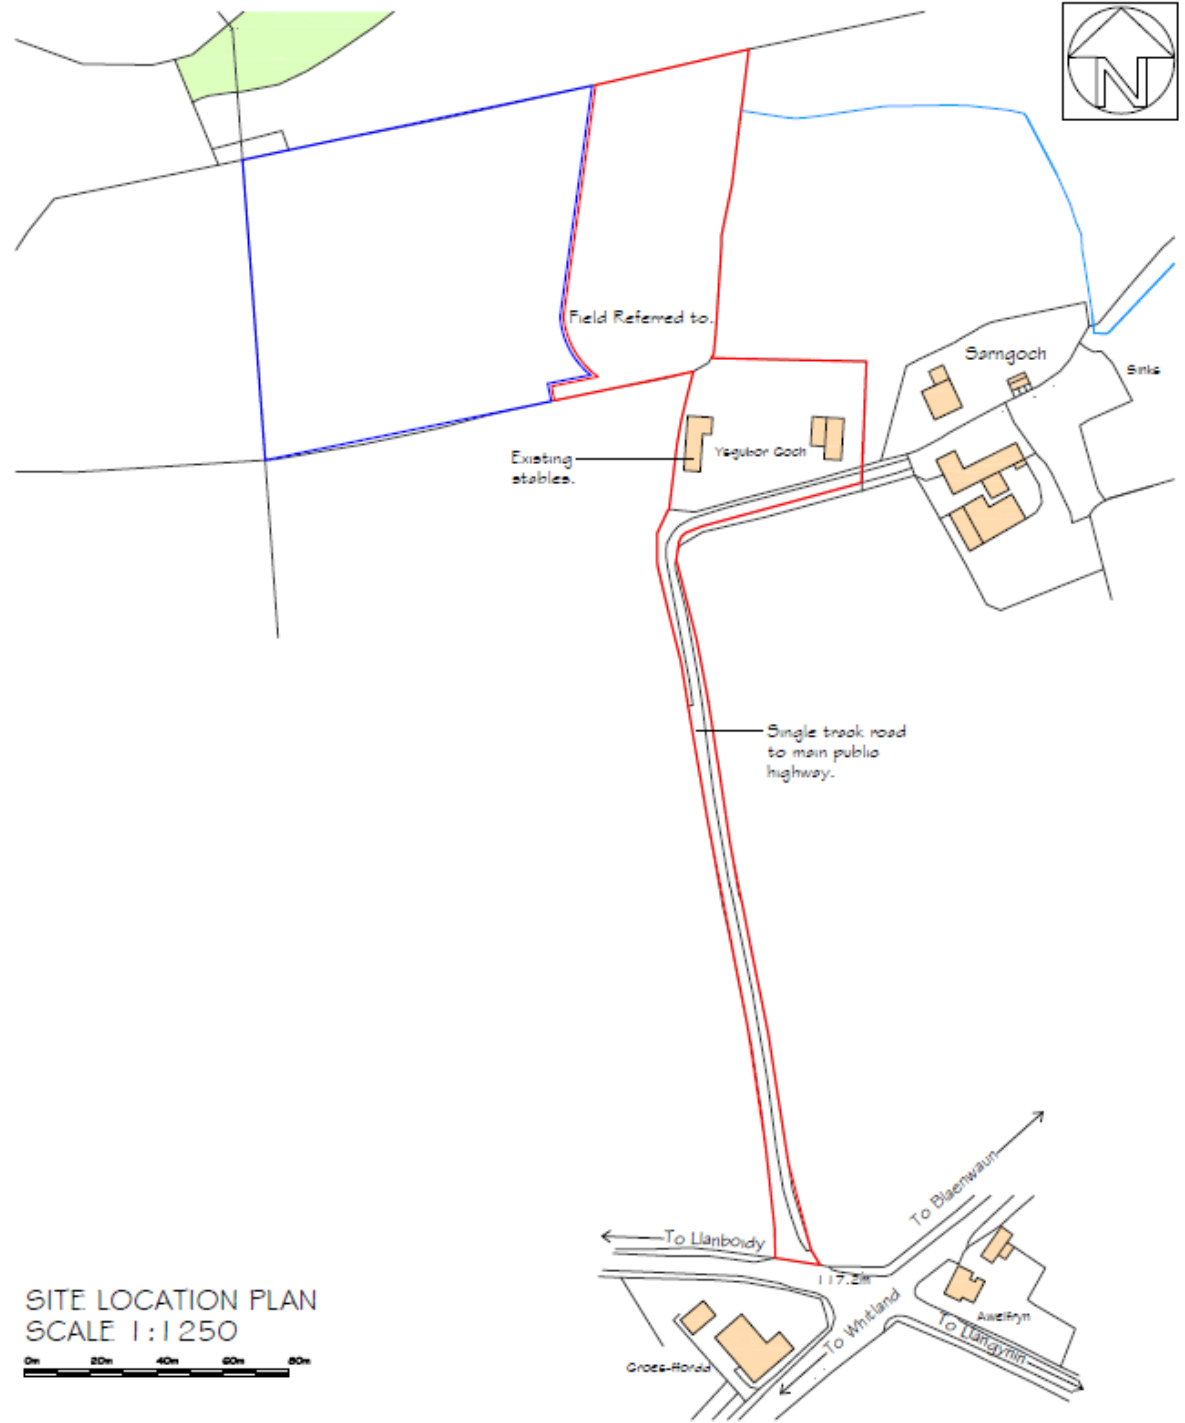 N
Field Referred to.
Sarngoch
Sinks
Existing
stables.
Ysgubor Goch
Single track road
to main public
highway.
To Blaenwaun
To Llanboidy
117.2m
To Whitland
Awelfryn
To Llangynin
Groes-ffordd
SITE LOCATION PLAN
SCALE 1:1250
0m 20m 40m 60m 80m